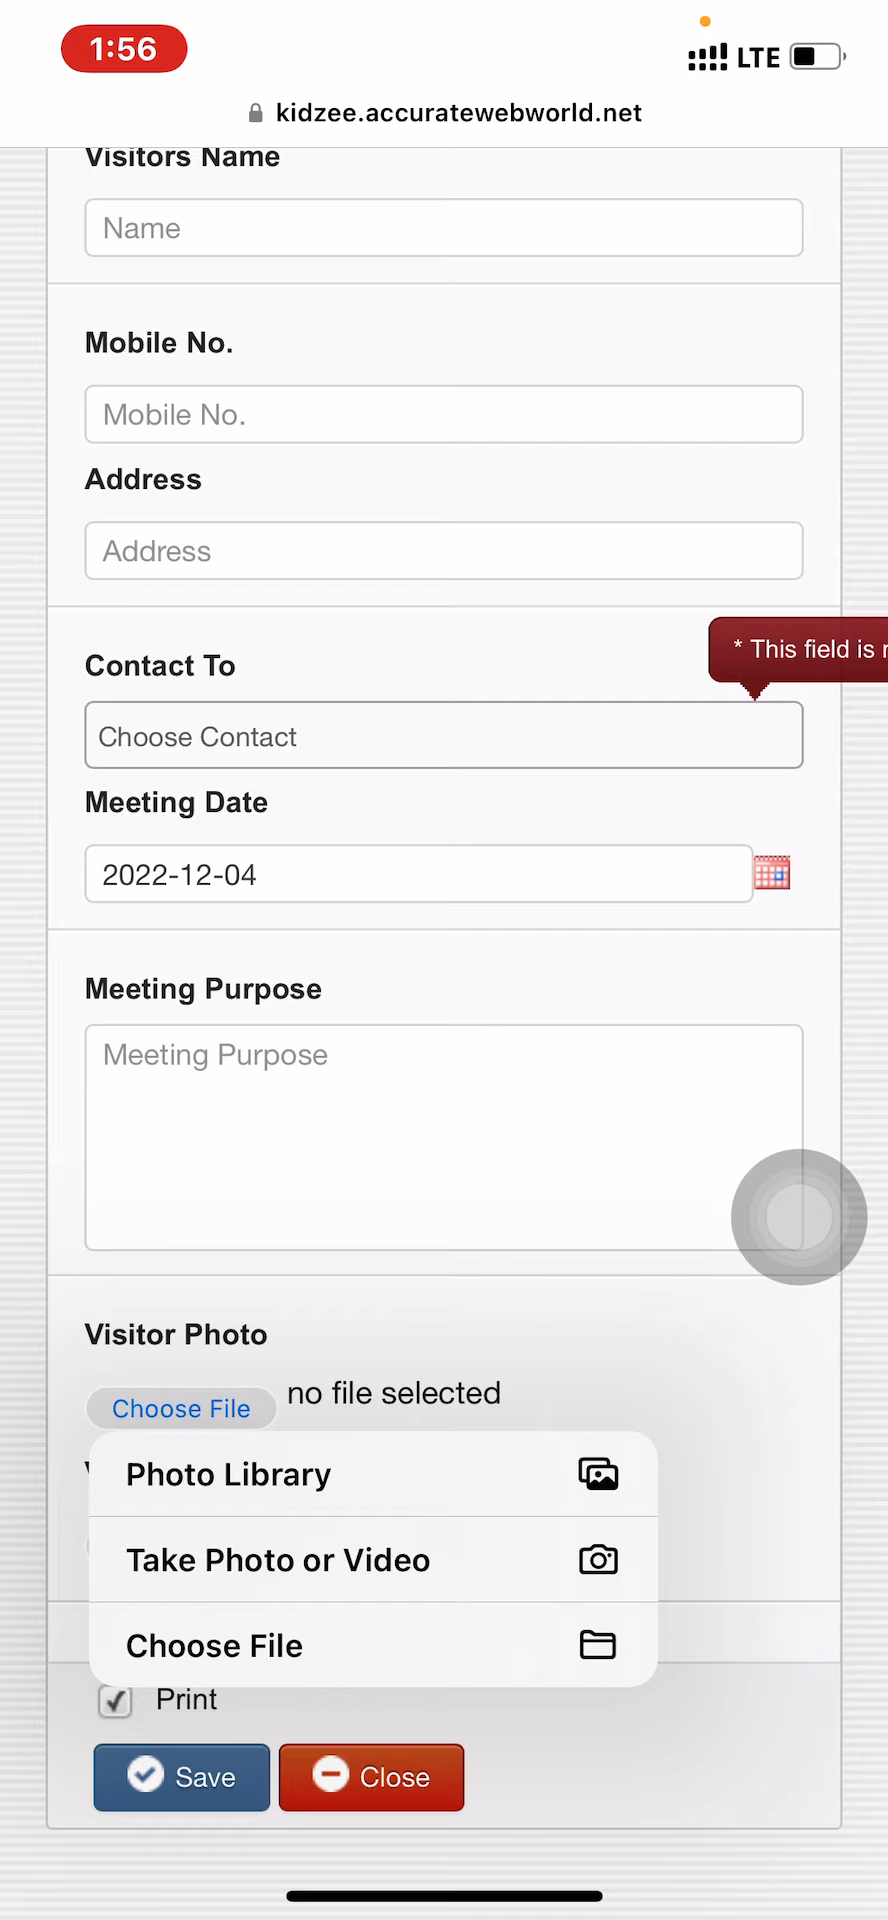 1:56
LTE
kidzee.accuratewebworld.net
Visitors Name
Name
Mobile No.
Mobile No.
Address
Address
* This field is
Contact To
Choose Contact
Meeting Date
2022-12-04
Meeting Purpose
Meeting Purpose
Visitor Photo
Choose File no file selected
Photo Library
Take Photo or Video
Choose File
Print
Save Close